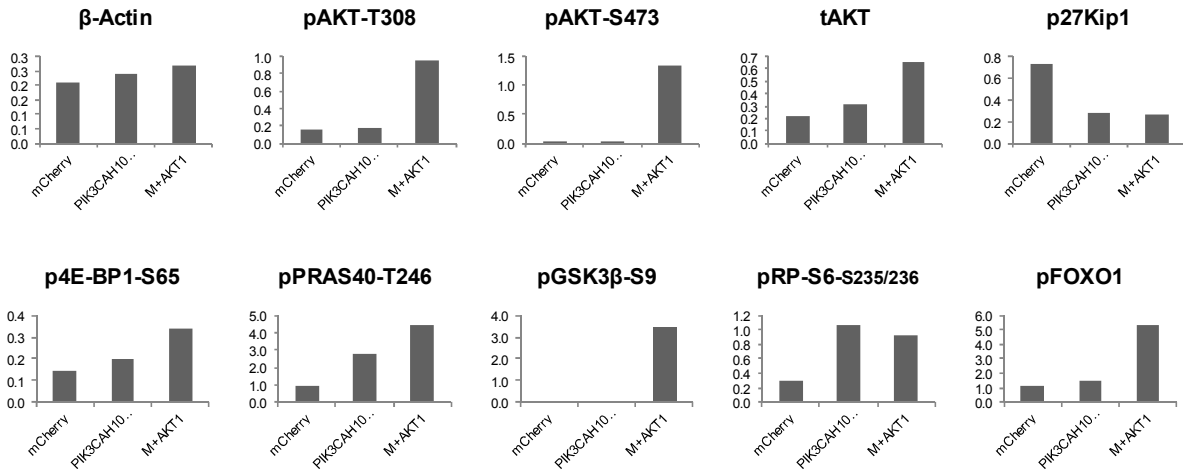 β-Actin
0.3
0.3
0.2
0.2
0.1
0.1
0.0
mCherry
PIK3CAH10..
M+AKT1
pAKT-T308
1.0
0.8
0.6
0.4
0.2
0.0
mCherry
PIK3CAH10..
M+AKT1
pAKT-S473
1.5
1.0
0.5
0.0
mCherry
PIK3CAH10..
M+AKT1
tAKT
0.7
0.6
0.5
0.4
0.3
0.2
0.1
0.0
mCherry
PIK3CAH10..
M+AKT1
p27Kip1
0.8
0.6
0.4
0.2
0.0
mCherry
PIK3CAH10..
M+AKT1
p4E-BP1-S65
0.4
0.3
0.2
0.1
0.0
mCherry
PIK3CAH10..
M+AKT1
pPRAS40-T246
5.0
4.0
3.0
2.0
1.0
0.0
mCherry
PIK3CAH10..
M+AKT1
pGSK3β-S9
4.0
3.0
2.0
1.0
0.0
mCherry
PIK3CAH10..
M+AKT1
pRP-S6-S235/236
1.2
1.0
0.8
0.6
0.4
0.2
0.0
mCherry
PIK3CAH10..
M+AKT1
pFOXO1
6.0
5.0
4.0
3.0
2.0
1.0
0.0
mCherry
PIK3CAH10..
M+AKT1